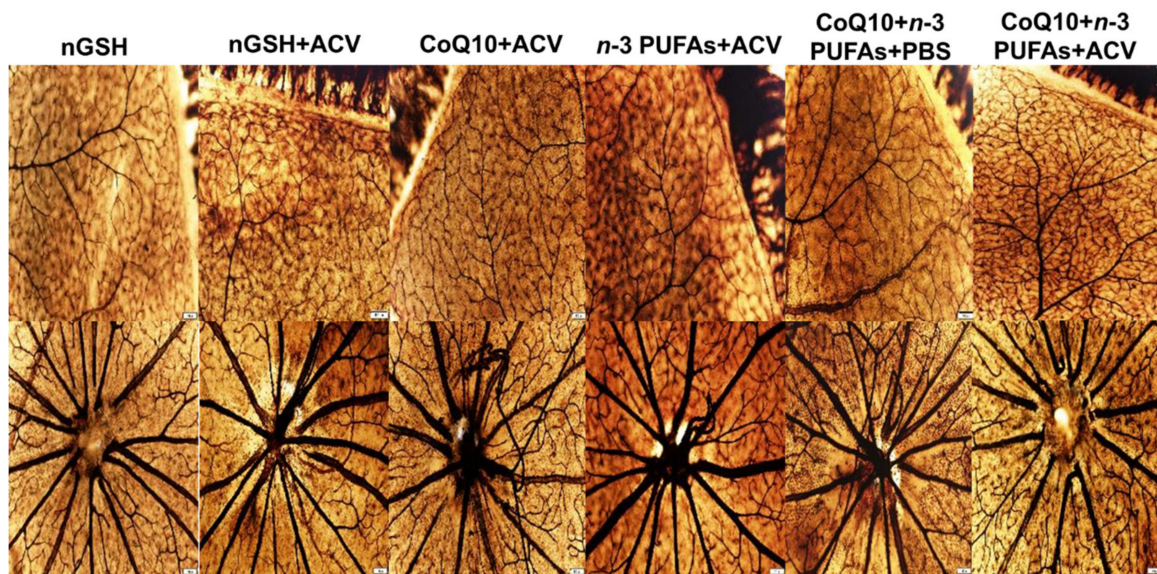 nGSH
nGSH+ACV
CoQ10+ACV
n-3 PUFAs+ACV
CoQ10+n-3
PUFAs+PBS
CoQ10+n-3
PUFAs+ACV